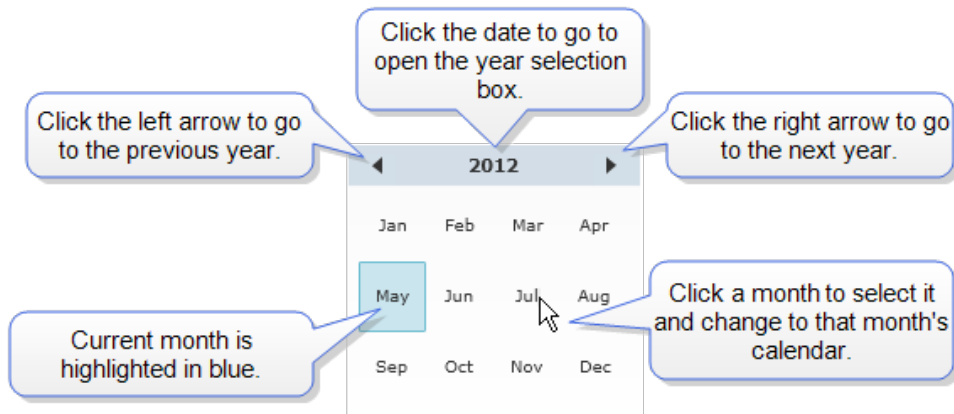 Click the date to go to
open the year selection
box.
Click the left arrow to go
to the previous year.
Click the right arrow to go
to the next year.
2012
Jan Feb Mar Apr
May Jun Jul Aug
Click a month to select it
and change to that month's
calendar.
Current month is
highlighted in blue.
Sep Oct Nov Dec